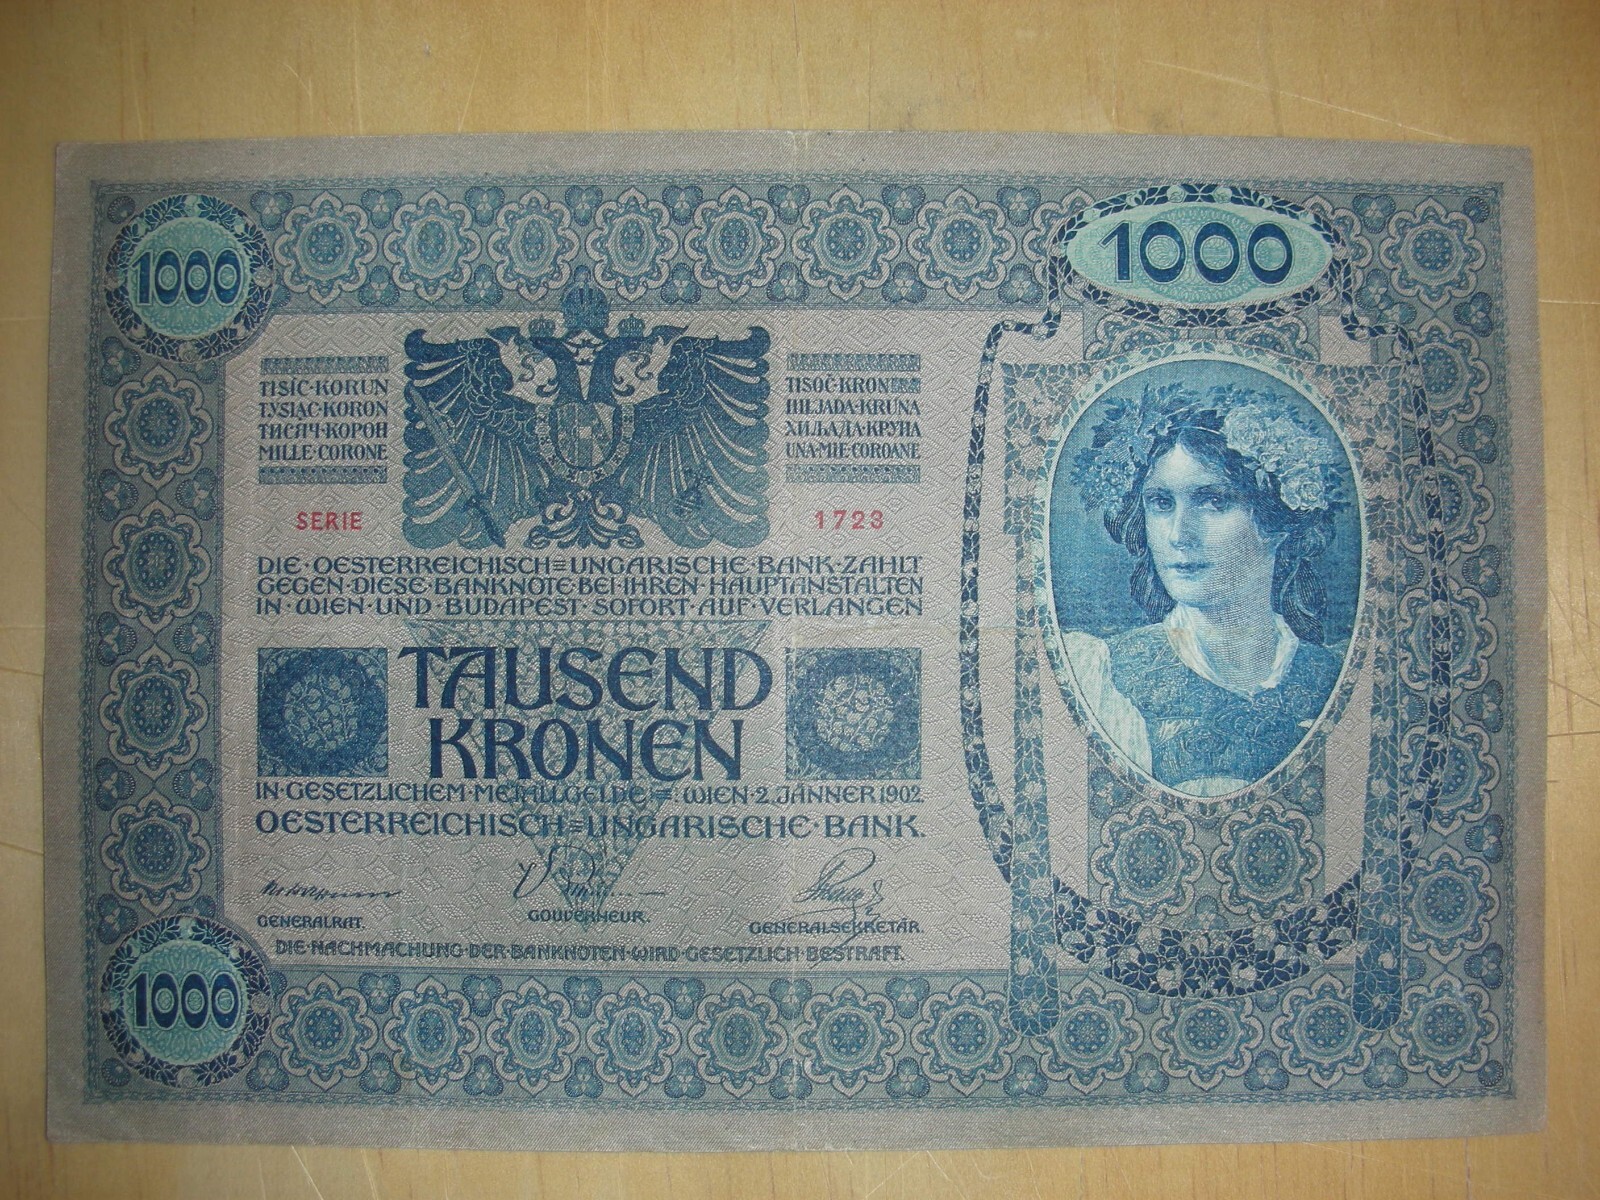 1000
1000
TISÍC·KORUN
TYSIĄC·KORON
ТИСЯЧ·КОРОН
MILLE·CORONE
TISOČ·KRON
HILJADA·KRUNA
ХИЉАДА·КРУНА
UNA·MIE·COROANE
SERIE 1723
DIE·OESTERREICHISCH=UNGARISCHE·BANK·ZAHLT
GEGEN·DIESE·BANKNOTE·BEI·IHREN·HAUPTANSTALTEN
IN·WIEN·UND·BUDAPEST·SOFORT·AUF·VERLANGEN
TAUSEND
KRONEN
IN·GESETZLICHEM·METALLGELDE=:WIEN·2.JÄNNER 1902.
OESTERREICHISCH=UNGARISCHE·BANK.
GENERALRAT.
GOUVERNEUR.
GENERALSEKRETÄR.
DIE·NACHMACHUNG·DER·BANKNOTEN·WIRD·GESETZLICH·BESTRAFT.
1000